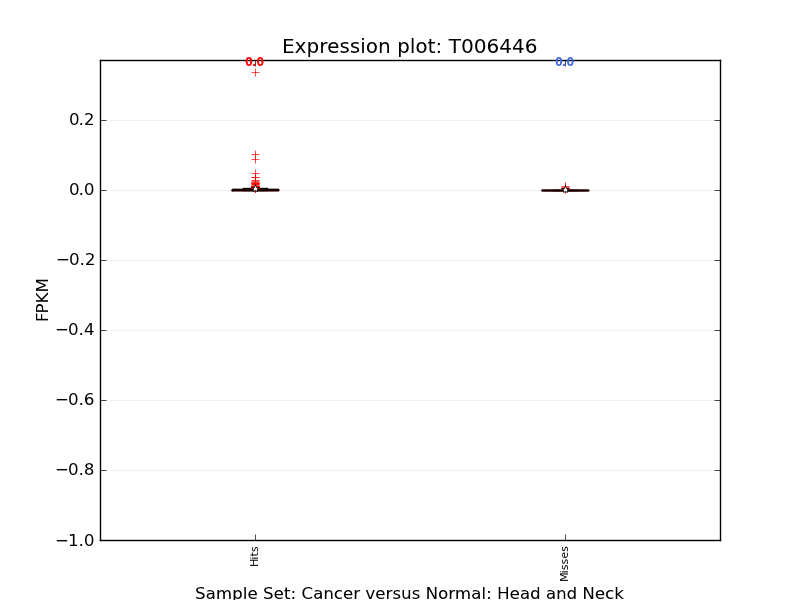 Expression plot: T006446
0.0
0.0
0.2
0.0
−0.2
−0.4
−0.6
−0.8
−1.0
FPKM
Hits
Misses
Sample Set: Cancer versus Normal: Head and Neck